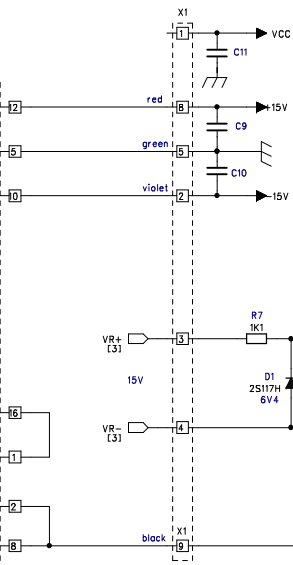 X1
1 VCC
C11
12 red 8 +15V
C9
5 green 5
C10
10 violet 2 -15V
R7
1K1
VR+ 3
[3]
D1
15V 2S117H
6V4
16
VR- 4
[3]
1
2
X1
8 black 9